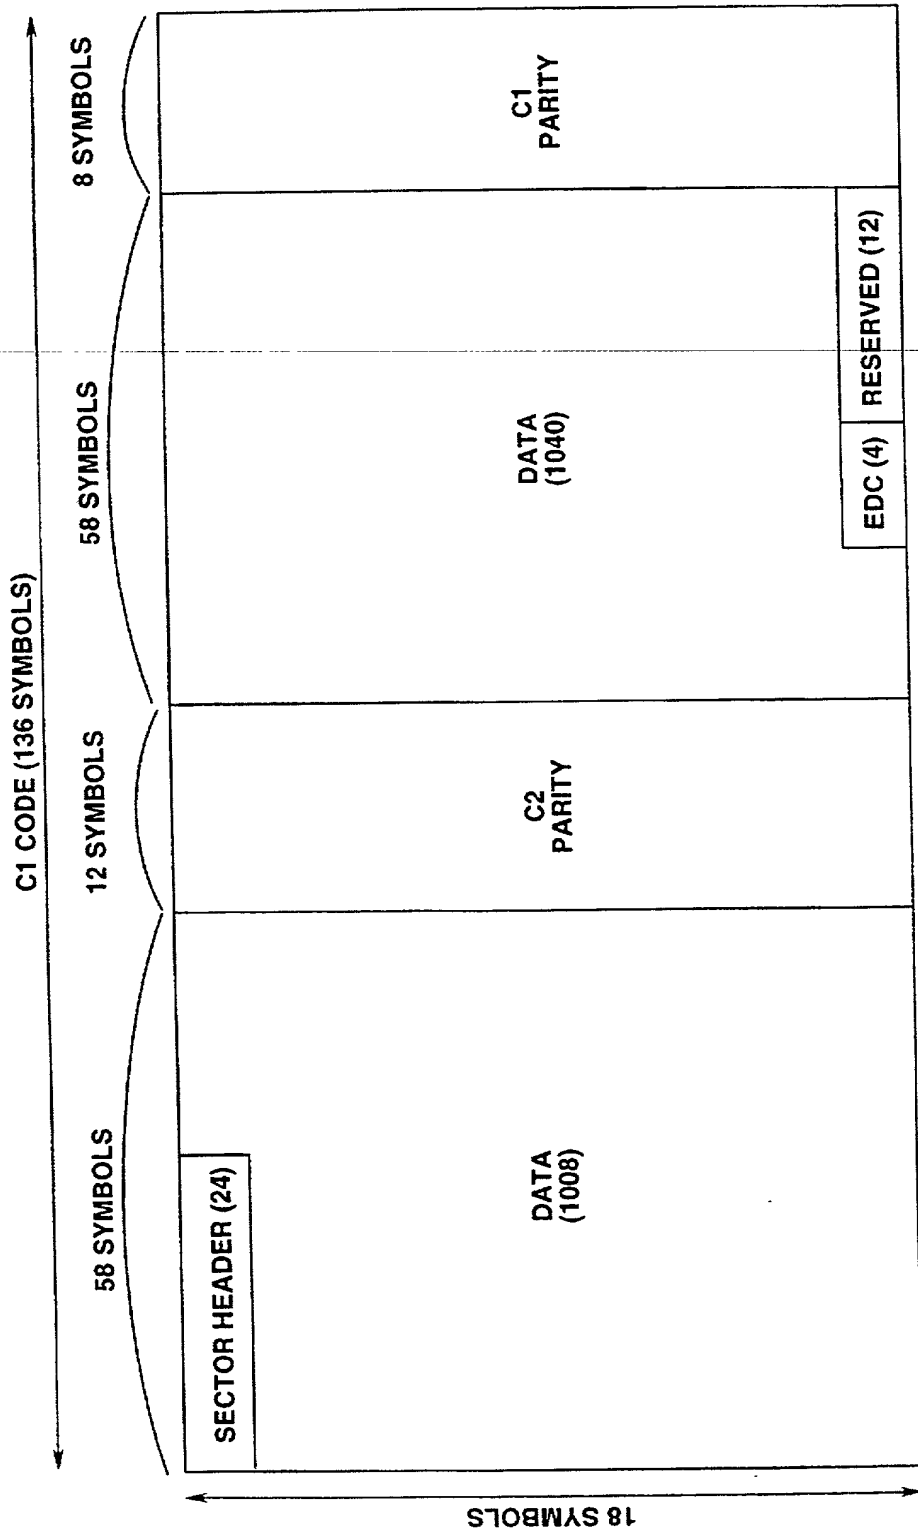 C1 CODE (136 SYMBOLS)
58 SYMBOLS
12 SYMBOLS
58 SYMBOLS
8 SYMBOLS
18 SYMBOLS
SECTOR HEADER (24)
DATA
(1008)
C2
PARITY
DATA
(1040)
EDC (4)
RESERVED (12)
C1
PARITY